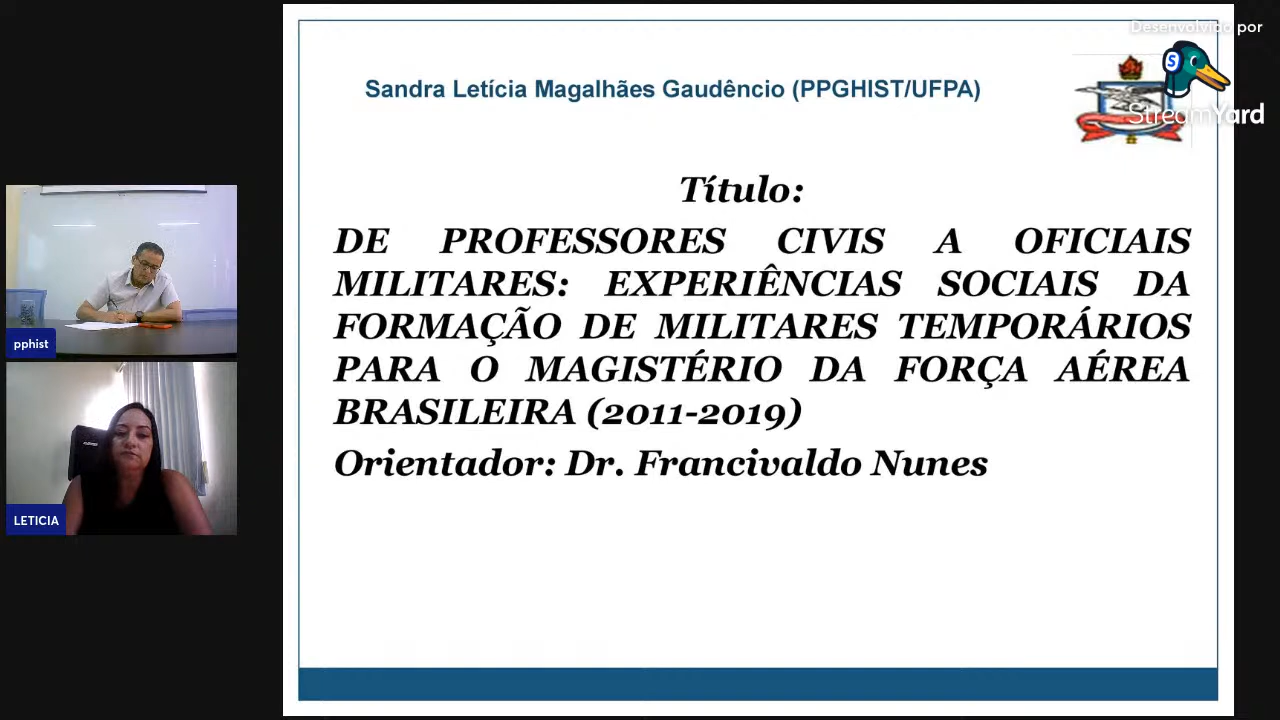 Desenvolvido por
StreamYard
Sandra Letícia Magalhães Gaudêncio (PPGHIST/UFPA)
Título:
DE PROFESSORES CIVIS A OFICIAIS
MILITARES: EXPERIÊNCIAS SOCIAIS DA
FORMAÇÃO DE MILITARES TEMPORÁRIOS
PARA O MAGISTÉRIO DA FORÇA AÉREA
BRASILEIRA (2011-2019)
Orientador: Dr. Francivaldo Nunes
pphist
LETICIA